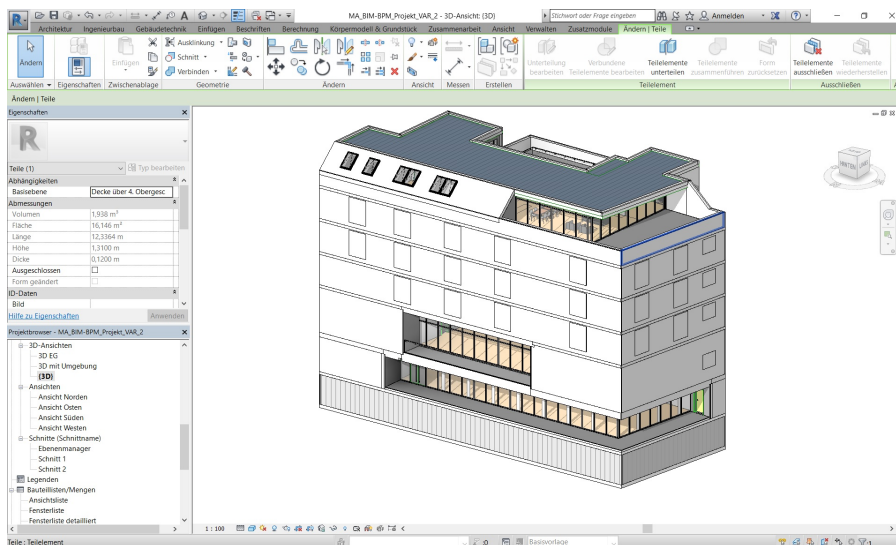 MA_BIM-BPM_Projekt_VAR_2 - 3D-Ansicht: (3D)
Stichwort oder Frage eingeben
Anmelden
Architektur Ingenieurbau Gebäudetechnik Einfügen Beschriften Berechnung Körpermodell & Grundstück Zusammenarbeit Ansicht Verwalten Zusatzmodule Ändern | Teile
Ändern
Einfügen
Ausklinkung
Schnitt
Verbinden
Unterteilung bearbeiten
Verbundene Teilelemente bearbeiten
Teilelemente unterteilen
Teilelemente zusammenführen
Form zurücksetzen
Teilelemente ausschließen
Teilelemente wiederherstellen
Auswählen Eigenschaften Zwischenablage Geometrie Ändern Ansicht Messen Erstellen Teilelement Ausschließen
Ändern | Teile
Eigenschaften
R
Teile (1)
Typ bearbeiten
Abhängigkeiten
Basisebene Decke über 4. Obergesc
Abmessungen
Volumen 1,938 m³
Fläche 16,146 m²
Länge 12,3364 m
Höhe 1,3100 m
Dicke 0,1200 m
Ausgeschlossen
Form geändert
ID-Daten
Bild
Hilfe zu Eigenschaften Anwenden
Projektbrowser - MA_BIM-BPM_Projekt_VAR_2
3D-Ansichten
3D EG
3D mit Umgebung
(3D)
Ansichten
Ansicht Norden
Ansicht Osten
Ansicht Süden
Ansicht Westen
Schnitte (Schnittname)
Ebenenmanager
Schnitt 1
Schnitt 2
Legenden
Bauteillisten/Mengen
Ansichtsliste
Fensterliste
Fensterliste detailliert
1 : 100
Teile : Teilelement
:0
Basisvorlage
:1